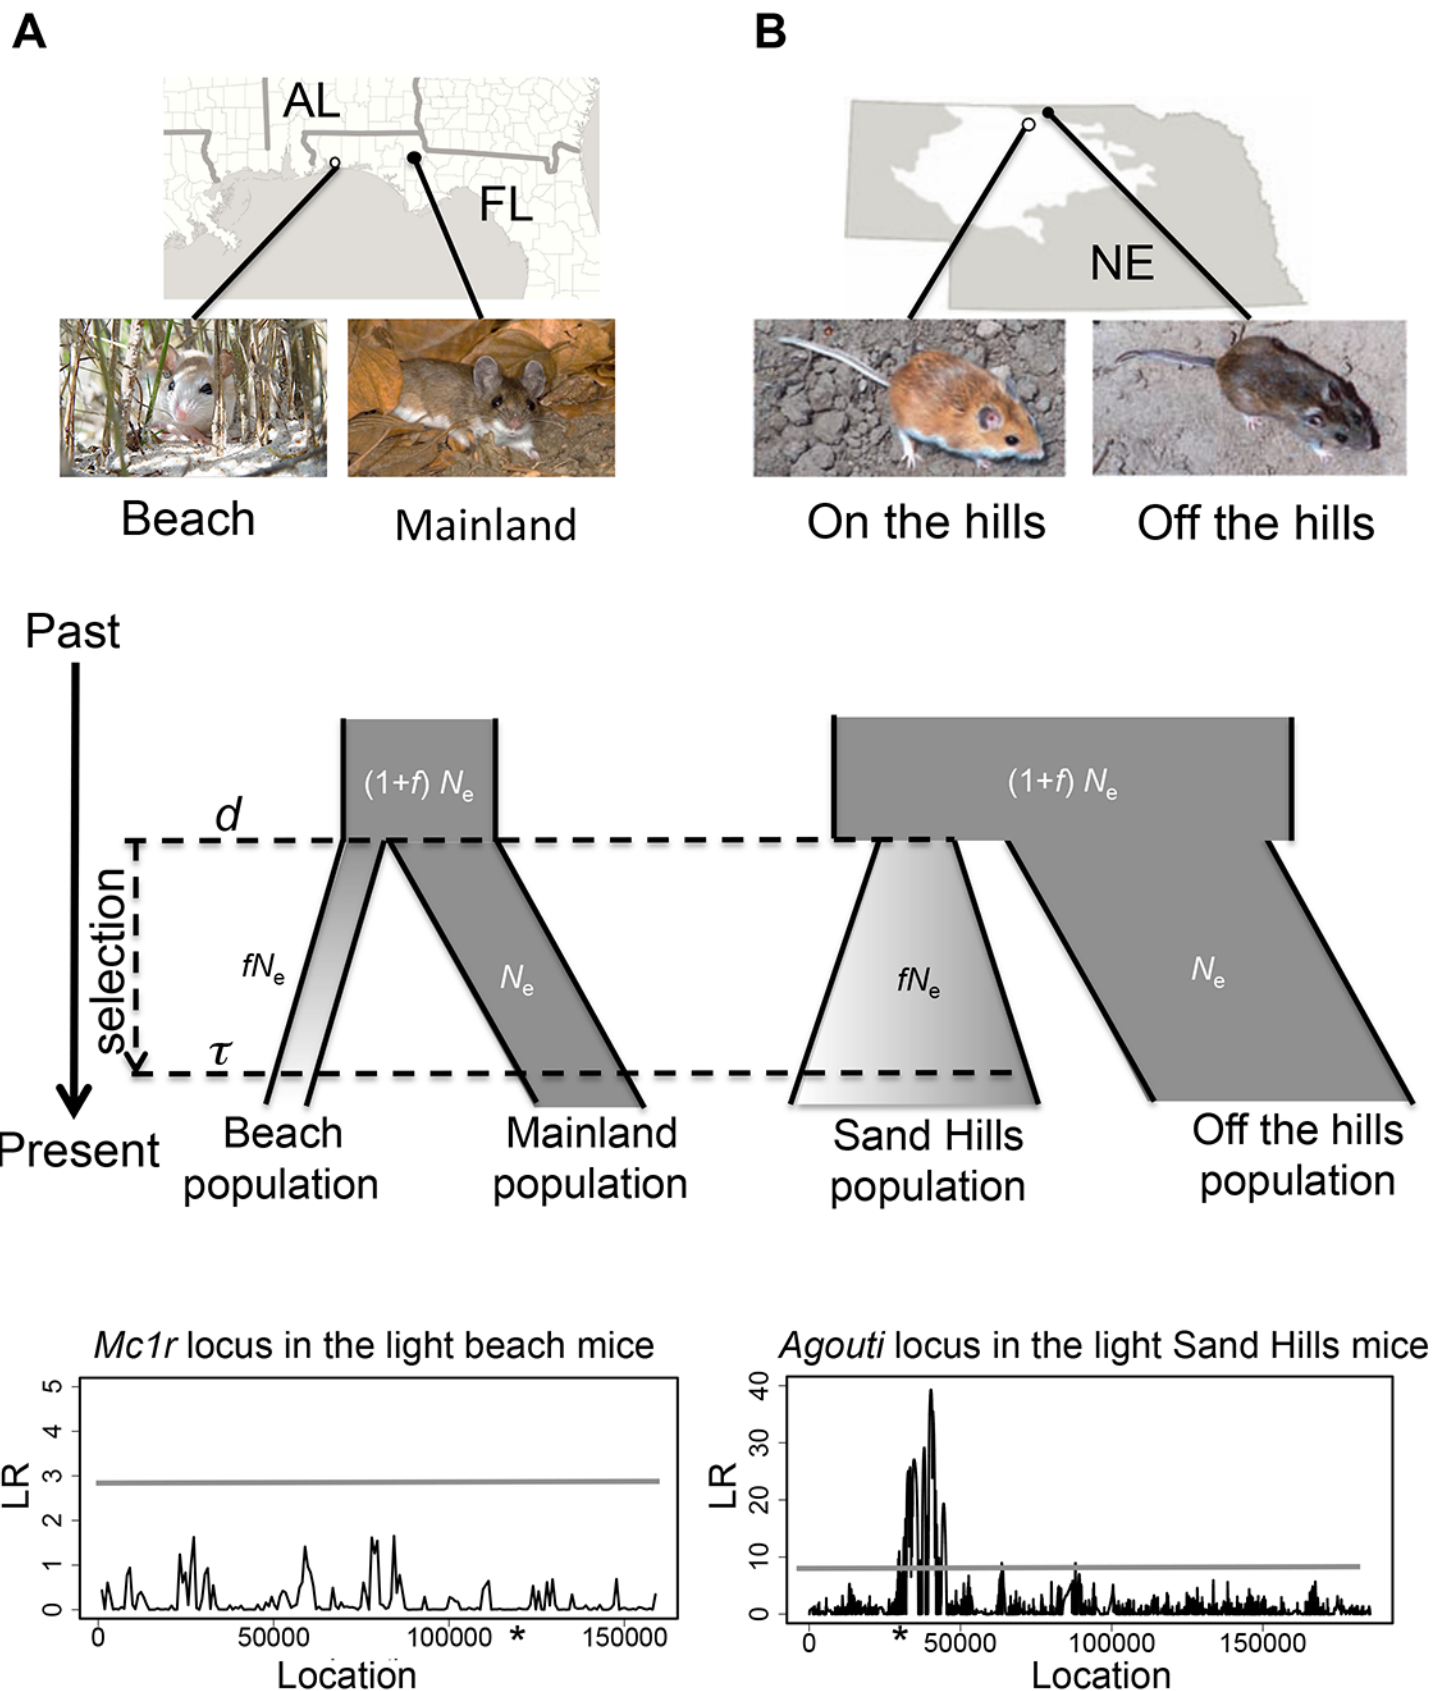 A
B
AL
FL
NE
Beach
Mainland
On the hills
Off the hills
Past
(1+f) Ne
(1+f) Ne
d
selection
fNe
Ne
fNe
Ne
τ
Present
Beach
population
Mainland
population
Sand Hills
population
Off the hills
population
Mc1r locus in the light beach mice
Agouti locus in the light Sand Hills mice
LR
5
4
3
2
1
0
0 50000 100000 * 150000
Location
LR
40
30
20
10
0
0 * 50000 100000 150000
Location